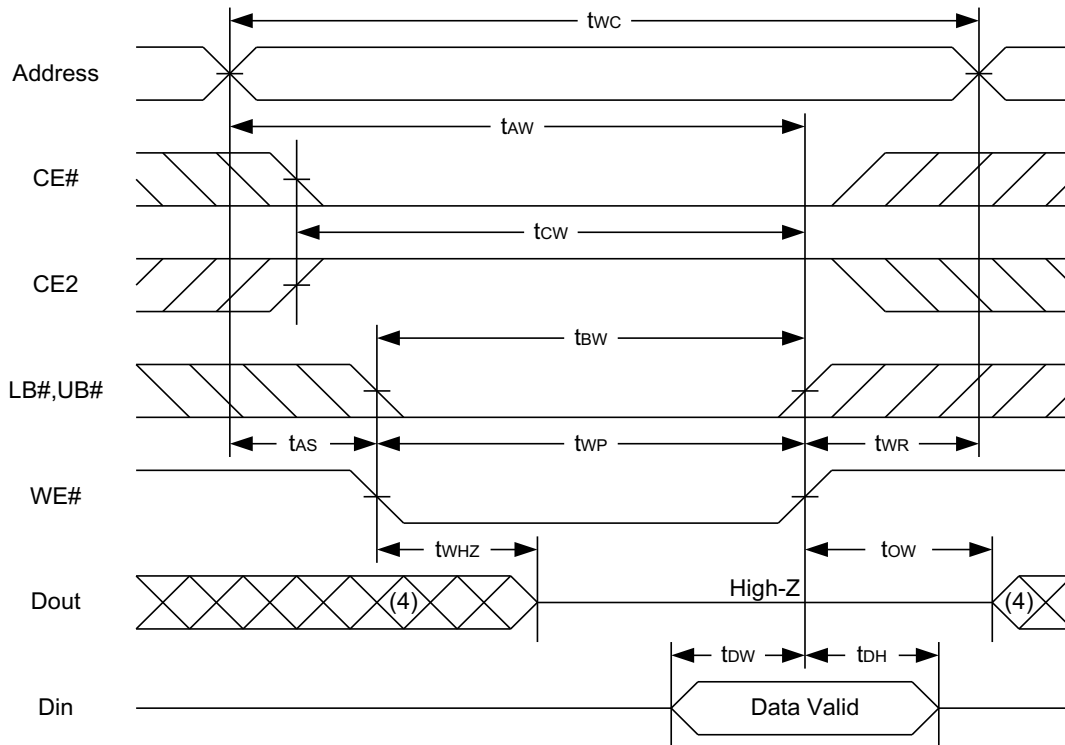 tWC
Address
tAW
CE#
tCW
CE2
tBW
LB#,UB#
tAS tWP tWR
WE#
tWHZ tOW
Dout (4) High-Z (4)
tDW tDH
Din Data Valid